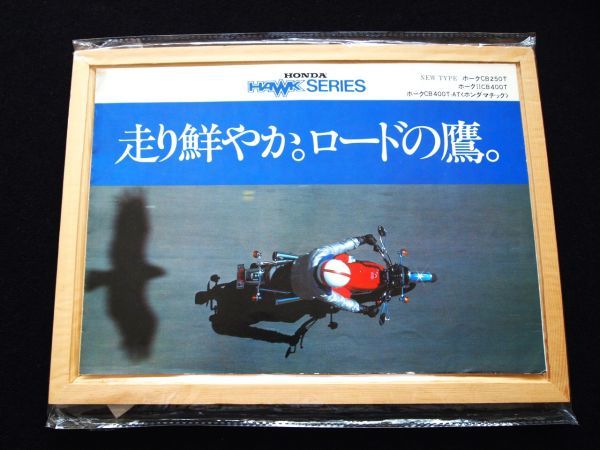 HONDA
HAWK SERIES
NEW TYPE ホークCB250T
ホークⅡCB400T
ホークCB400T-AT〈ホンダマチック〉
走り鮮やか。ロードの鷹。